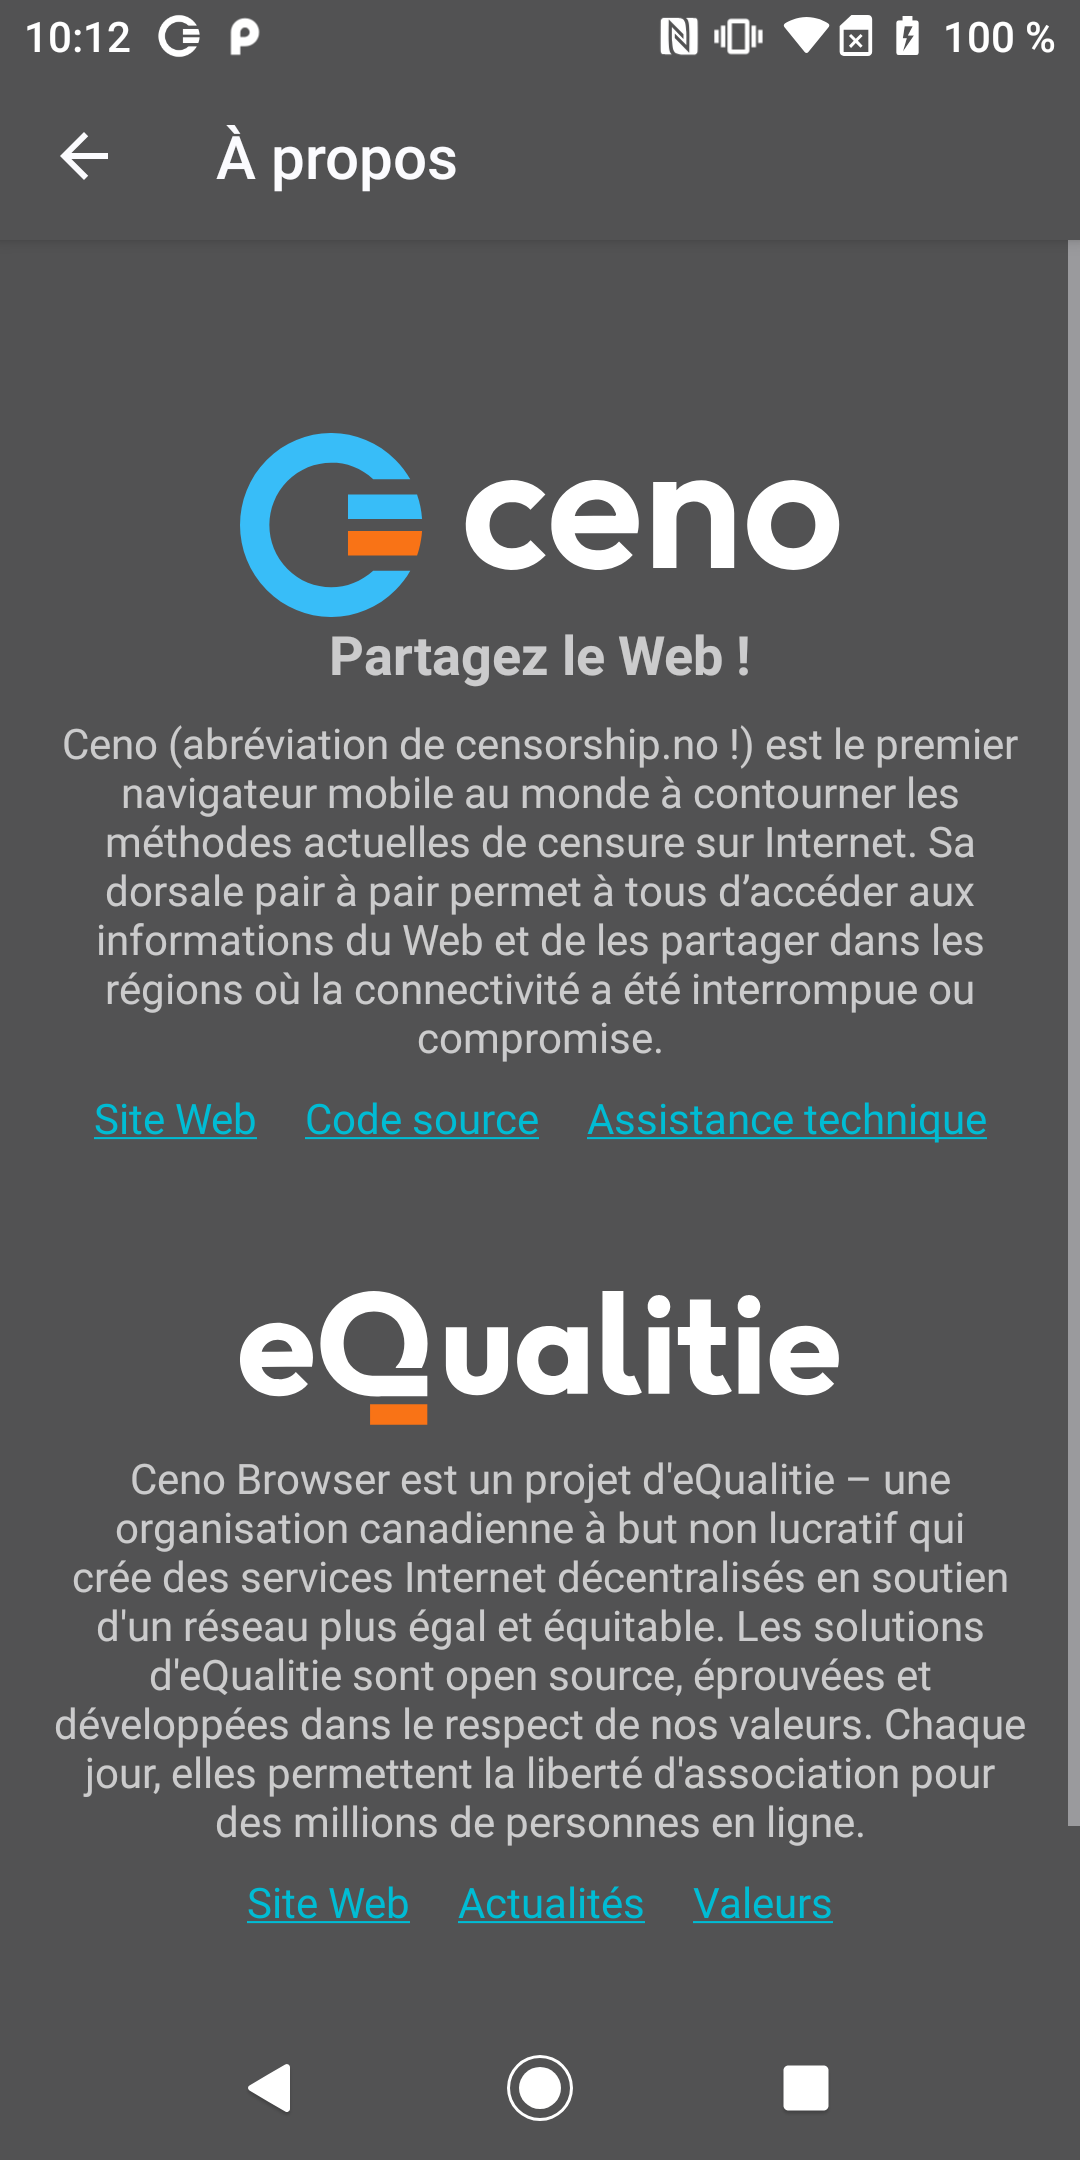 10:12
100 %
À propos
ceno
Partagez le Web !
Ceno (abréviation de censorship.no !) est le premier
navigateur mobile au monde à contourner les
méthodes actuelles de censure sur Internet. Sa
dorsale pair à pair permet à tous d’accéder aux
informations du Web et de les partager dans les
régions où la connectivité a été interrompue ou
compromise.
Site Web Code source Assistance technique
eQualitie
Ceno Browser est un projet d'eQualitie – une
organisation canadienne à but non lucratif qui
crée des services Internet décentralisés en soutien
d'un réseau plus égal et équitable. Les solutions
d'eQualitie sont open source, éprouvées et
développées dans le respect de nos valeurs. Chaque
jour, elles permettent la liberté d'association pour
des millions de personnes en ligne.
Site Web Actualités Valeurs